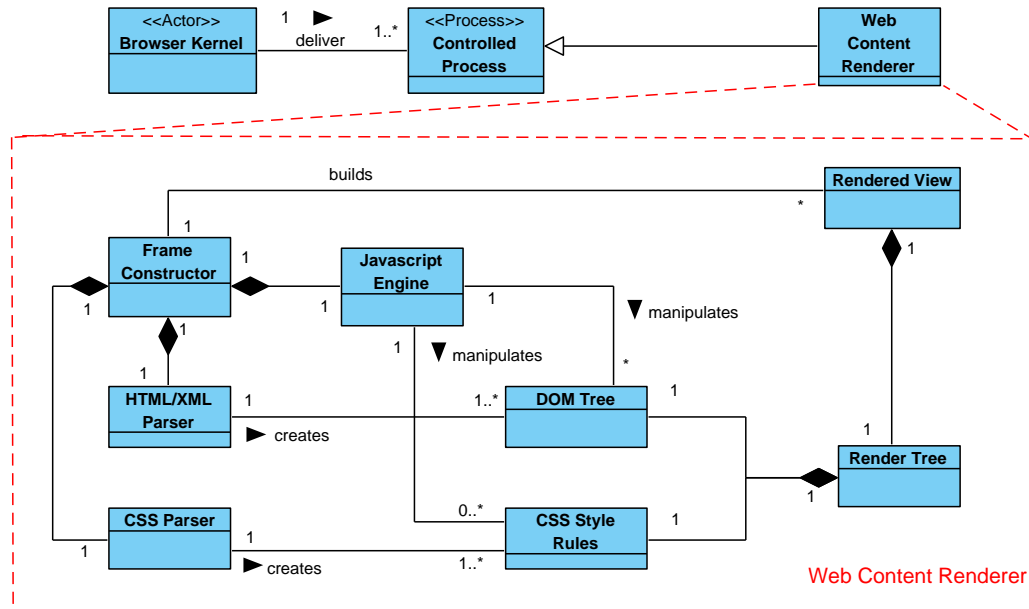 <<Actor>>
Browser Kernel
1
deliver
1..*
<<Process>>
Controlled
Process
Web
Content
Renderer
builds
Rendered View
*
1
1
Frame
Constructor
1
1
1
1
Javascript
Engine
1
1
manipulates
1
manipulates
*
1
HTML/XML
Parser
1
creates
1..*
DOM Tree
1
1
Render Tree
1
CSS Parser
1
1
creates
0..*
1..*
CSS Style
Rules
1
Web Content Renderer